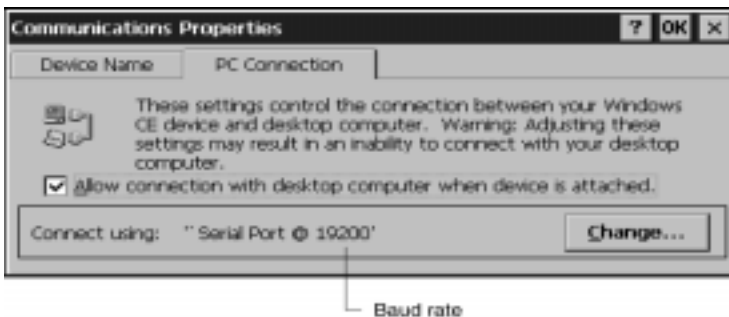 Communications Properties ? OK ×
Device Name PC Connection
These settings control the connection between your Windows
CE device and desktop computer. Warning: Adjusting these
settings may result in an inability to connect with your desktop
computer.
Allow connection with desktop computer when device is attached.
Connect using: " Serial Port @ 19200' Change...
Baud rate